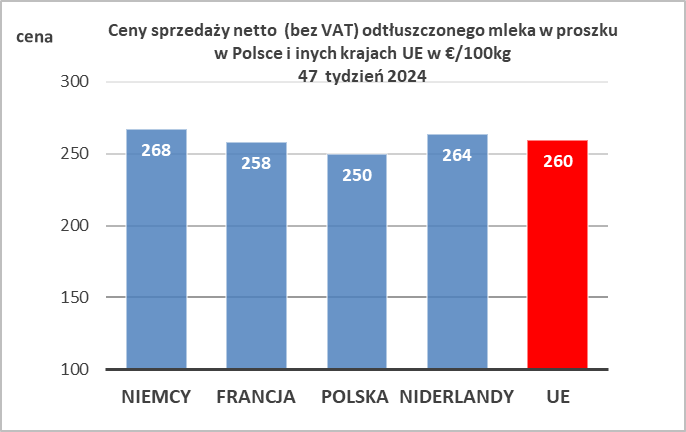 Ceny sprzedaży netto  (bez VAT) odtłuszczonego mleka w proszku
w Polsce i inych krajach UE w €/100kg
47  tydzień 2024
cena
300
250
200
150
100
268
258
250
264
260
NIEMCY
FRANCJA
POLSKA
NIDERLANDY
UE